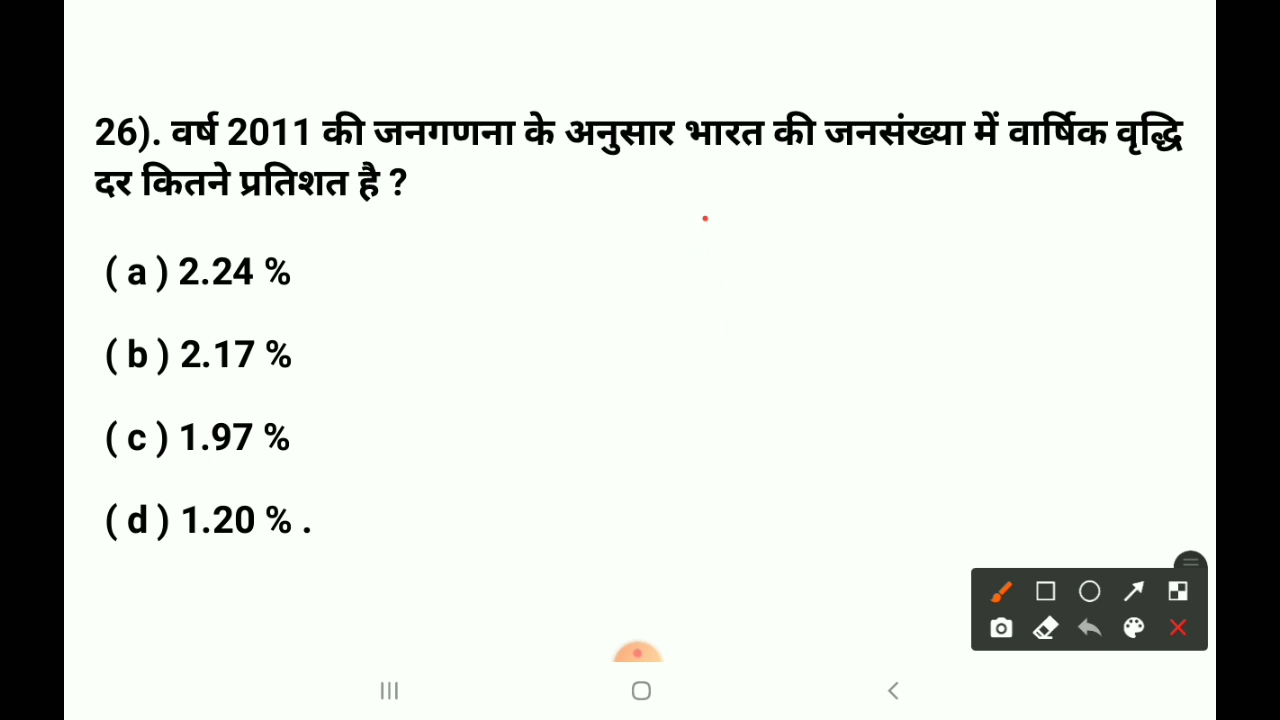 26). वर्ष 2011 की जनगणना के अनुसार भारत की जनसंख्या में वार्षिक वृद्धि
दर कितने प्रतिशत है ?
( a ) 2.24 %
( b ) 2.17 %
( c ) 1.97 %
( d ) 1.20 % .